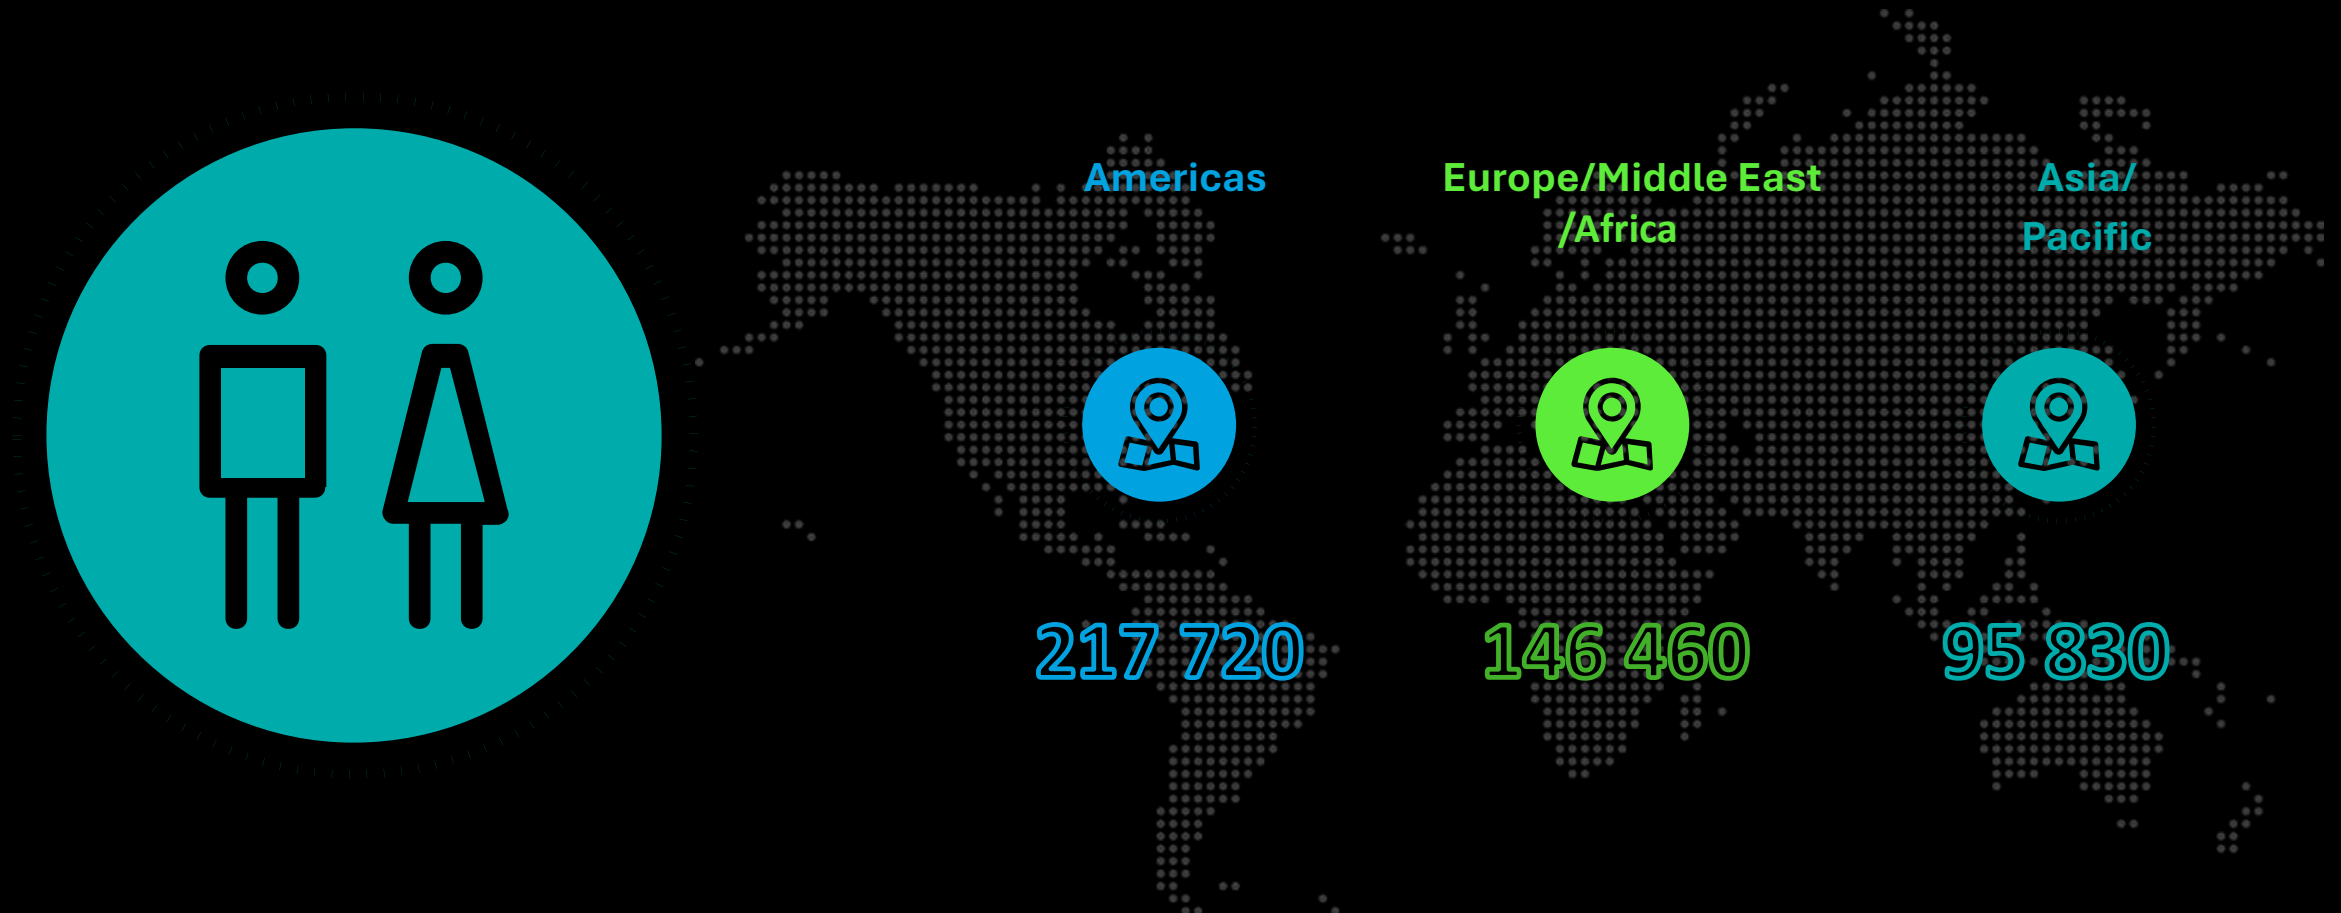 Americas
Europe/Middle East
/Africa
Asia/
Pacific
217 720
146 460
95 830